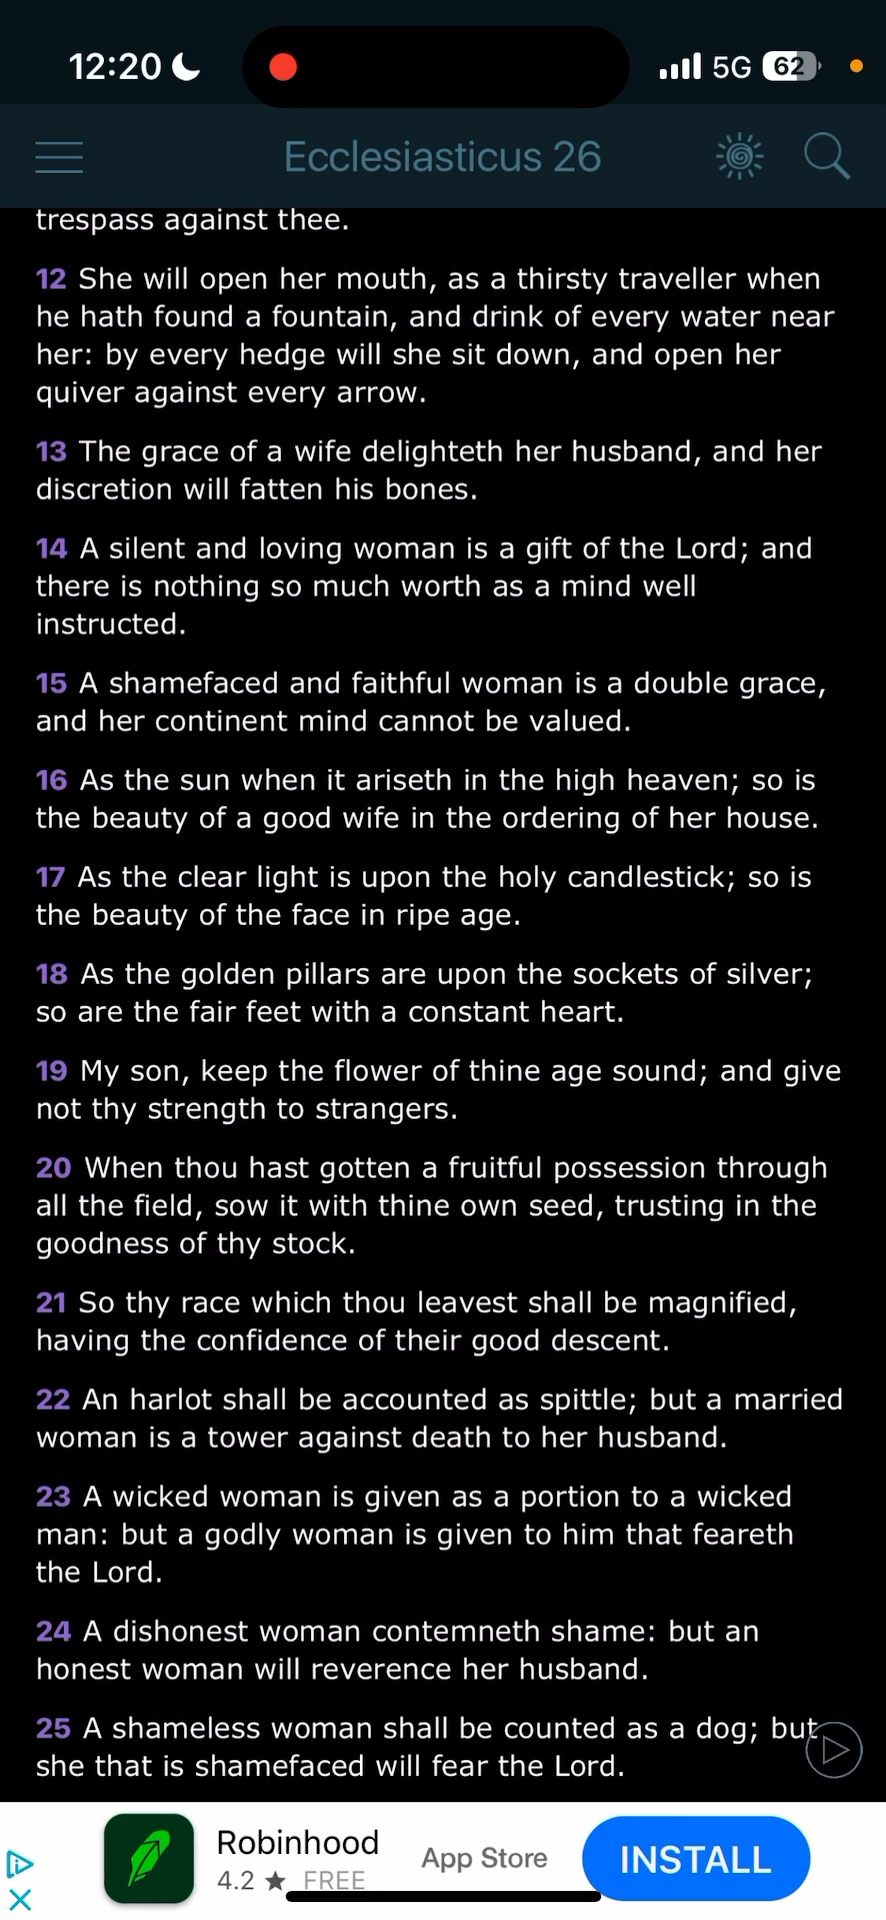 12:20
5G
62
Ecclesiasticus 26
trespass against thee.
12 She will open her mouth, as a thirsty traveller when
he hath found a fountain, and drink of every water near
her: by every hedge will she sit down, and open her
quiver against every arrow.
13 The grace of a wife delighteth her husband, and her
discretion will fatten his bones.
14 A silent and loving woman is a gift of the Lord; and
there is nothing so much worth as a mind well
instructed.
15 A shamefaced and faithful woman is a double grace,
and her continent mind cannot be valued.
16 As the sun when it ariseth in the high heaven; so is
the beauty of a good wife in the ordering of her house.
17 As the clear light is upon the holy candlestick; so is
the beauty of the face in ripe age.
18 As the golden pillars are upon the sockets of silver;
so are the fair feet with a constant heart.
19 My son, keep the flower of thine age sound; and give
not thy strength to strangers.
20 When thou hast gotten a fruitful possession through
all the field, sow it with thine own seed, trusting in the
goodness of thy stock.
21 So thy race which thou leavest shall be magnified,
having the confidence of their good descent.
22 An harlot shall be accounted as spittle; but a married
woman is a tower against death to her husband.
23 A wicked woman is given as a portion to a wicked
man: but a godly woman is given to him that feareth
the Lord.
24 A dishonest woman contemneth shame: but an
honest woman will reverence her husband.
25 A shameless woman shall be counted as a dog; but
she that is shamefaced will fear the Lord.
Robinhood
4.2 ★ FREE
App Store
INSTALL